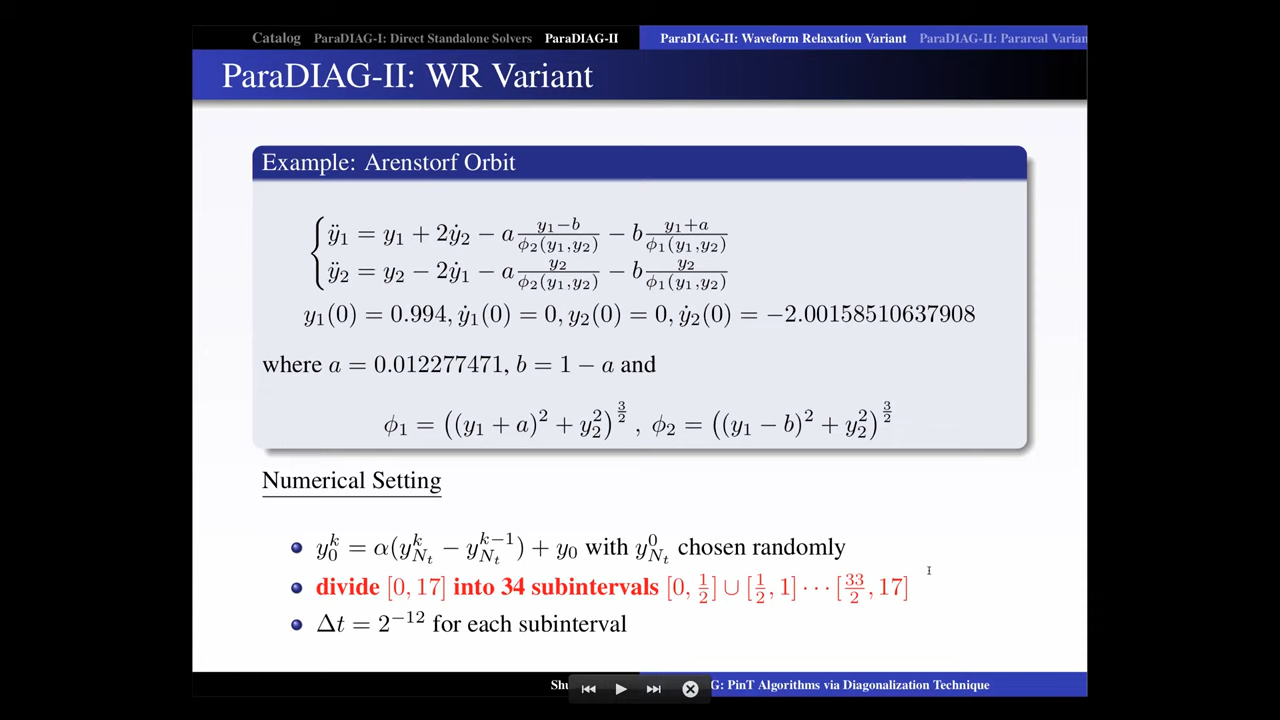 Catalog ParaDIAG-I: Direct Standalone Solvers ParaDIAG-II ParaDIAG-II: Waveform Relaxation Variant ParaDIAG-II: Parareal
ParaDIAG-II: WR Variant
Example: Arenstorf Orbit
ÿ₁ = y₁ + 2ẏ₂ − a (y₁−b)/(ϕ₂(y₁,y₂)) − b (y₁+a)/(ϕ₁(y₁,y₂))
ÿ₂ = y₂ − 2ẏ₁ − a y₂/(ϕ₂(y₁,y₂)) − b y₂/(ϕ₁(y₁,y₂))
y₁(0) = 0.994, ẏ₁(0) = 0, y₂(0) = 0, ẏ₂(0) = −2.00158510637908
where a = 0.012277471, b = 1 − a and
ϕ₁ = ((y₁ + a)² + y₂²)^(3/2) , ϕ₂ = ((y₁ − b)² + y₂²)^(3/2)
Numerical Setting
y₀^k = α(y_{N_t}^k − y_{N_t}^{k−1}) + y₀ with y_{N_t}^0 chosen randomly
divide [0, 17] into 34 subintervals [0, 1/2] ∪ [1/2, 1] ⋯ [33/2, 17]
Δt = 2^{−12} for each subinterval
G: PinT Algorithms via Diagonalization Technique